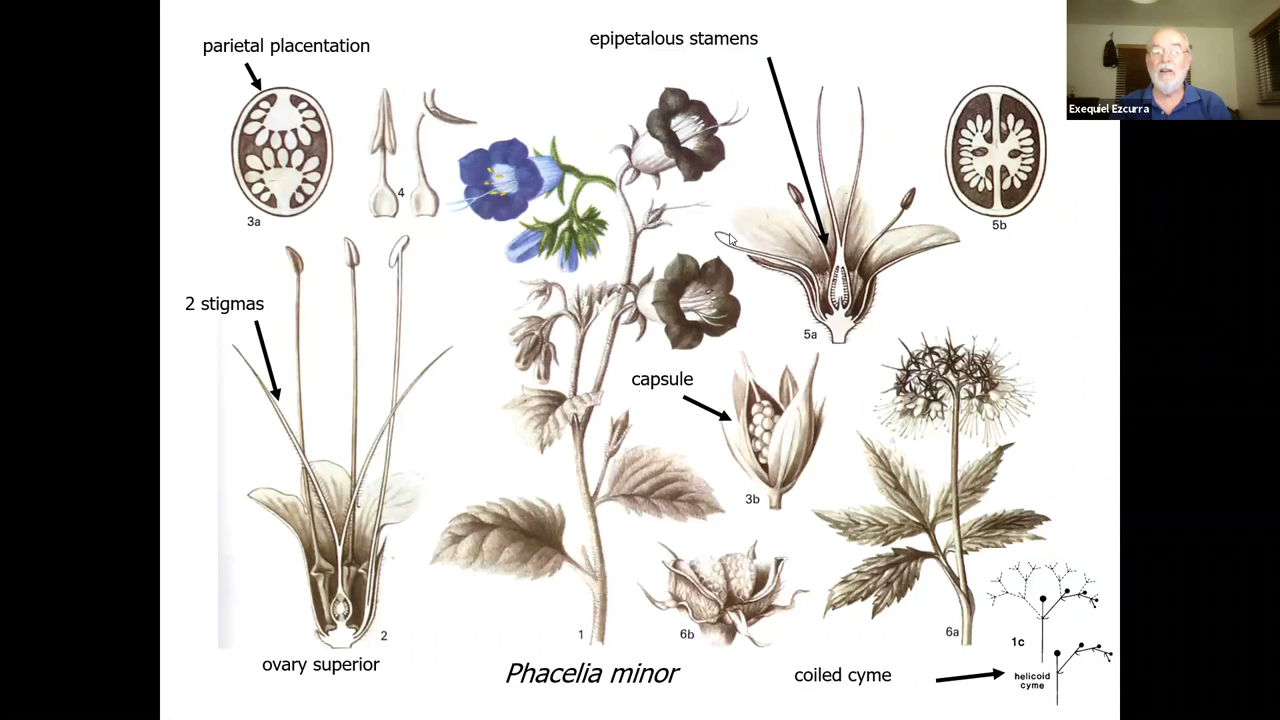 parietal placentation
epipetalous stamens
Exequiel Ezcurra
4
3a
5b
2 stigmas
5a
capsule
3b
2
1
6b
6a
1c
ovary superior
Phacelia minor
coiled cyme
helicoid
cyme